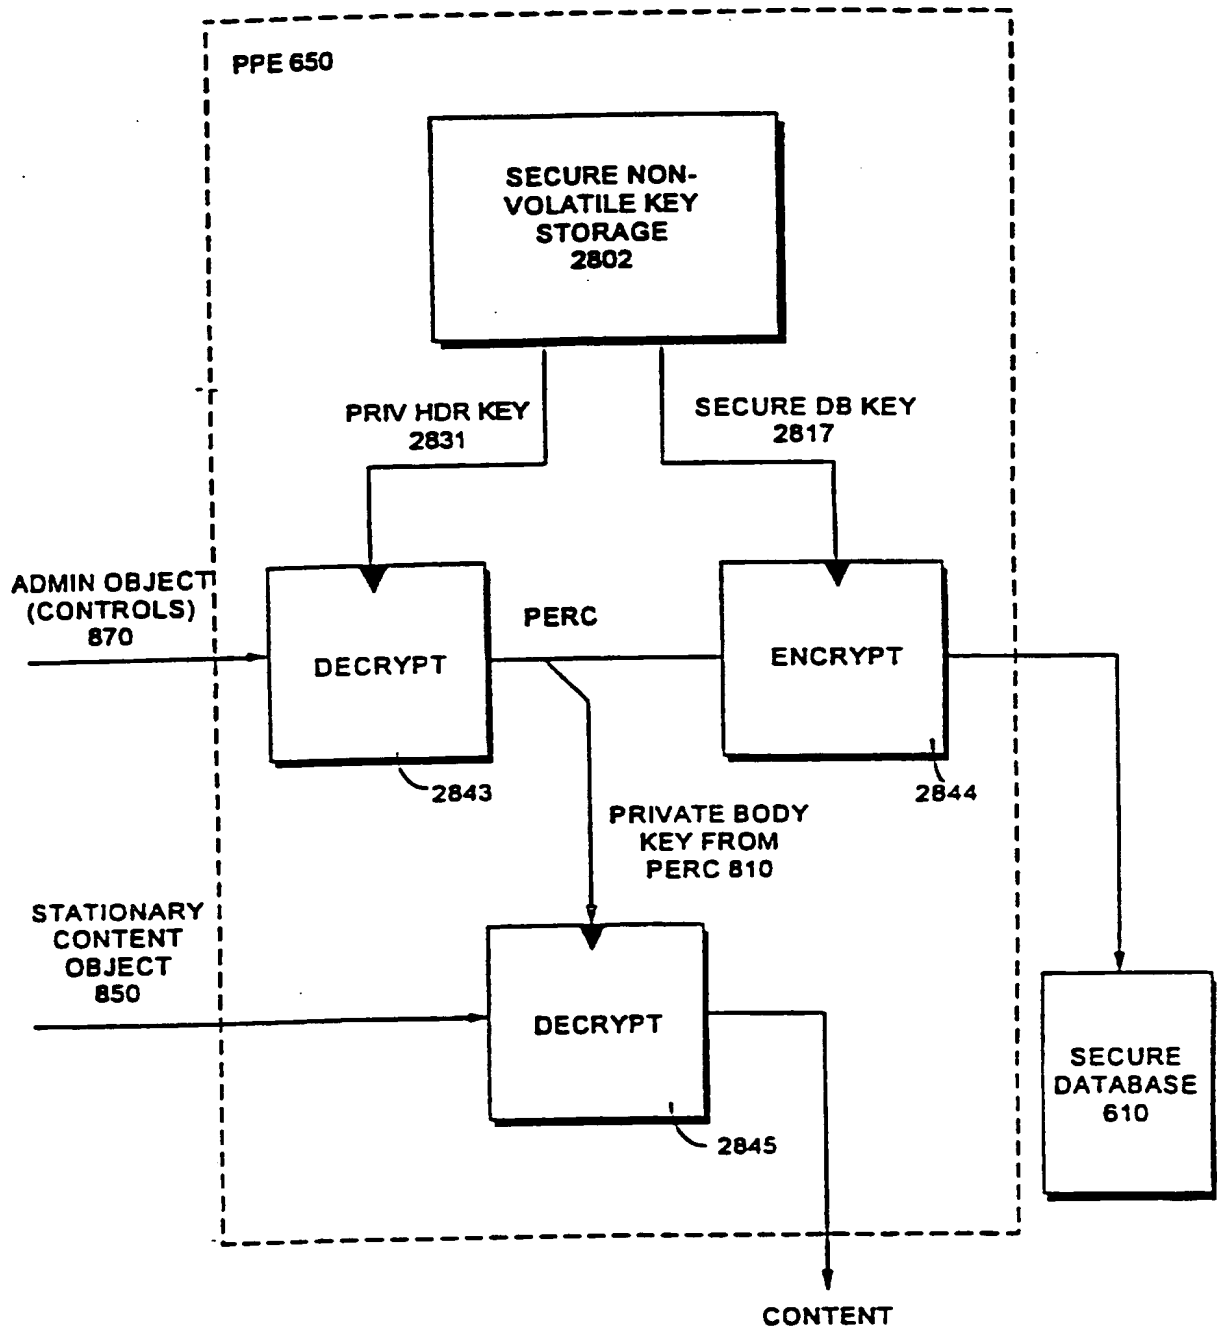 PPE 650
SECURE NON-
VOLATILE KEY
STORAGE
2802
PRIV HDR KEY
2831
SECURE DB KEY
2817
ADMIN OBJECT
(CONTROLS)
870
DECRYPT
PERC
ENCRYPT
2843
2844
PRIVATE BODY
KEY FROM
PERC 810
STATIONARY
CONTENT
OBJECT
850
DECRYPT
2845
SECURE
DATABASE
610
CONTENT